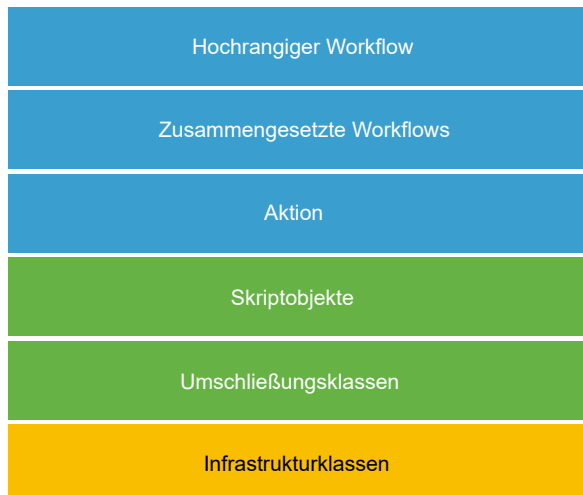 Hochrangiger Workflow
Zusammengesetzte Workflows
Aktion
Skriptobjekte
Umschließungsklassen
Infrastrukturklassen